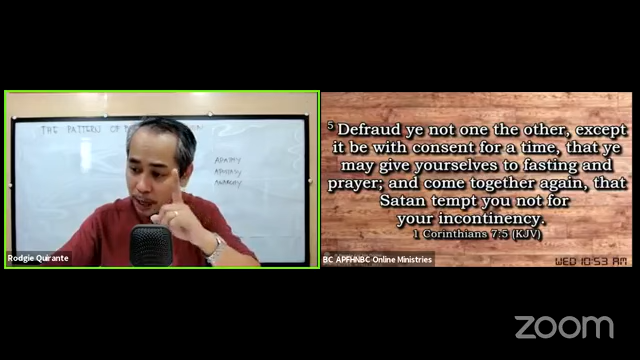 THE PATTERN OF
⁵ Defraud ye not one the other, except
it be with consent for a time, that ye
may give yourselves to fasting and
prayer; and come together again, that
Satan tempt you not for
your incontinency.
1 Corinthians 7:5 (KJV)
Rodgie Quirante
BC APFHNBC Online Ministries
WED 10:53 AM
zoom